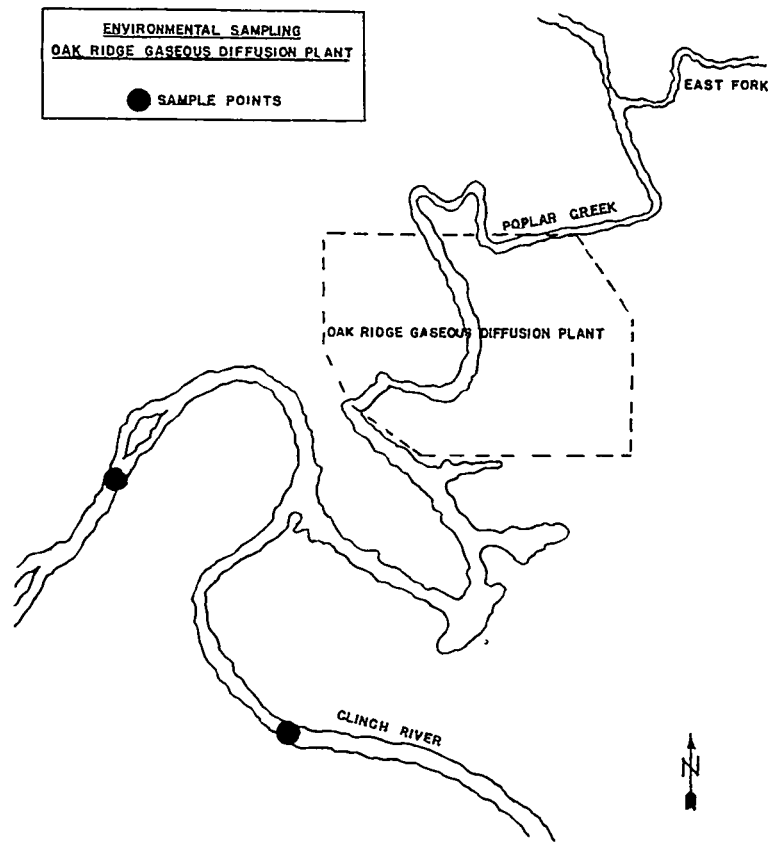 ENVIRONMENTAL SAMPLING
OAK RIDGE GASEOUS DIFFUSION PLANT
SAMPLE POINTS
EAST FORK
POPLAR CREEK
OAK RIDGE GASEOUS DIFFUSION PLANT
CLINCH RIVER
N